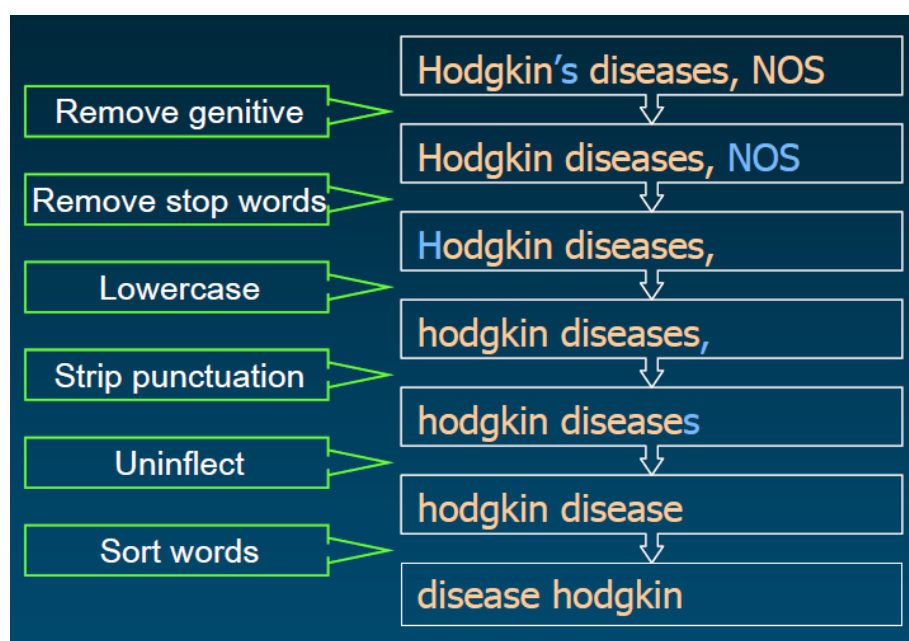 Hodgkin's diseases, NOS
Remove genitive
Hodgkin diseases, NOS
Remove stop words
Hodgkin diseases,
Lowercase
hodgkin diseases,
Strip punctuation
hodgkin diseases
Uninflect
hodgkin disease
Sort words
disease hodgkin